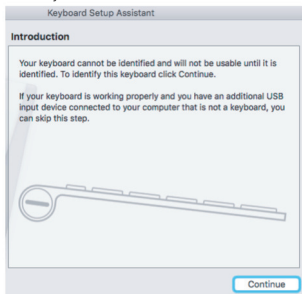 Keyboard Setup Assistant
Introduction
Your keyboard cannot be identified and will not be usable until it is
identified. To identify this keyboard click Continue.
If your keyboard is working properly and you have an additional USB
input device connected to your computer that is not a keyboard, you
can skip this step.
Continue